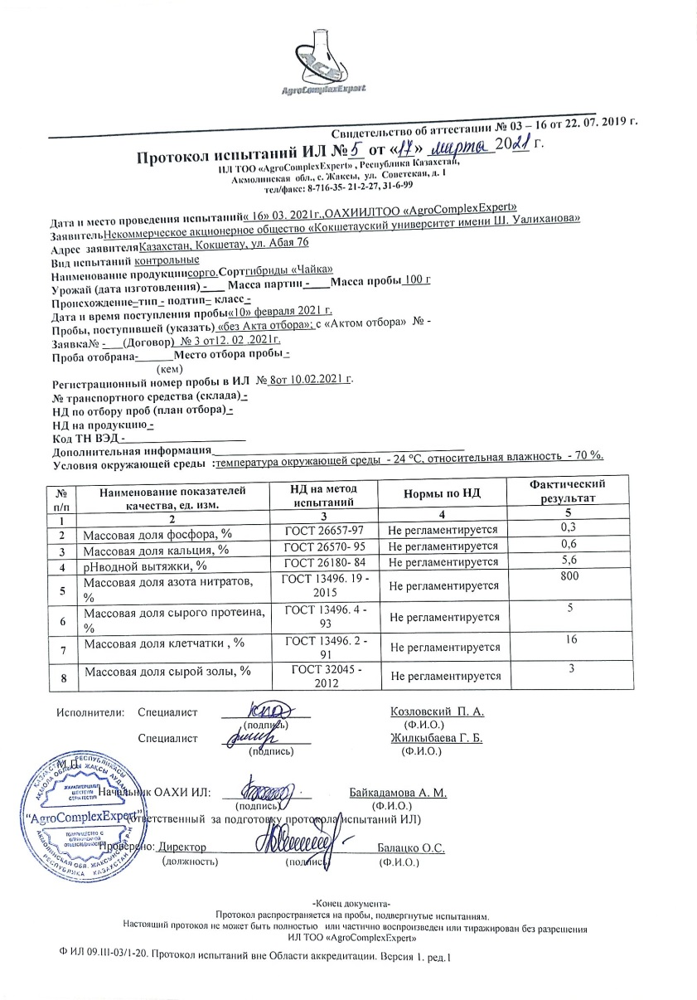 ACE
AgroComplexExpert
Свидетельство об аттестации № 03 – 16 от 22. 07. 2019 г.
Протокол испытаний ИЛ № 5 от «17» марта 2021 г.
ИЛ ТОО «AgroComplexExpert» , Республика Казахстан,
Акмолинская обл., с. Жаксы, ул. Советская, д. 1
тел/факс: 8-716-35- 21-2-27, 31-6-99
Дата и место проведения испытаний« 16» 03. 2021г.,ОАХИИЛТОО «AgroComplexExpert»
ЗаявительНекоммерческое акционерное общество «Кокшетауский университет имени Ш. Уалиханова»
Адрес заявителяКазахстан, Кокшетау, ул. Абая 76
Вид испытаний контрольные
Наименование продукциисорго.Сортгибриды «Чайка»
Урожай (дата изготовления) -___ Масса партии -____Масса пробы 100 г
Происхождение–тип - подтип– класс -
Дата и время поступления пробы«10» февраля 2021 г.
Пробы, поступившей (указать) «без Акта отбора»; с «Актом отбора» № -
Заявка№ -___(Договор) № 3 от12. 02 .2021г.
Проба отобрана-______Место отбора пробы -
(кем)
Регистрационный номер пробы в ИЛ № 8от 10.02.2021 г.
№ транспортного средства (склада) -
НД по отбору проб (план отбора) -
НД на продукцию -
Код ТН ВЭД -
Дополнительная информация
Условия окружающей среды :температура окружающей среды - 24 °С, относительная влажность - 70 %.
№ п/п Наименование показателей качества, ед. изм. НД на метод испытаний Нормы по НД Фактический результат
1 2 3 4 5
2 Массовая доля фосфора, % ГОСТ 26657-97 Не регламентируется 0,3
3 Массовая доля кальция, % ГОСТ 26570- 95 Не регламентируется 0,6
4 рНводной вытяжки, % ГОСТ 26180- 84 Не регламентируется 5,6
5 Массовая доля азота нитратов, % ГОСТ 13496. 19 - 2015 Не регламентируется 800
6 Массовая доля сырого протеина, % ГОСТ 13496. 4 - 93 Не регламентируется 5
7 Массовая доля клетчатки , % ГОСТ 13496. 2 - 91 Не регламентируется 16
8 Массовая доля сырой золы, % ГОСТ 32045 - 2012 Не регламентируется 3
Исполнители: Специалист Козловский П. А.
(подпись) (Ф.И.О.)
Специалист Жилкыбаева Г. Б.
(подпись) (Ф.И.О.)
М.П.
Начальник ОАХИ ИЛ: Байкадамова А. М.
(подпись) (Ф.И.О.)
(ответственный за подготовку протокола испытаний ИЛ)
Проверено: Директор Балацко О.С.
(должность) (подпись) (Ф.И.О.)
"AgroComplexExpert"
ТОВАРИЩЕСТВО С ОГРАНИЧЕННОЙ ОТВЕТСТВЕННОСТЬЮ
РЕСПУБЛИКА КАЗАХСТАН
-Конец документа-
Протокол распространяется на пробы, подвергнутые испытаниям.
Настоящий протокол не может быть полностью или частично воспроизведен или тиражирован без разрешения
ИЛ ТОО «AgroComplexExpert»
Ф ИЛ 09.III-03/1-20. Протокол испытаний вне Области аккредитации. Версия 1. ред.1